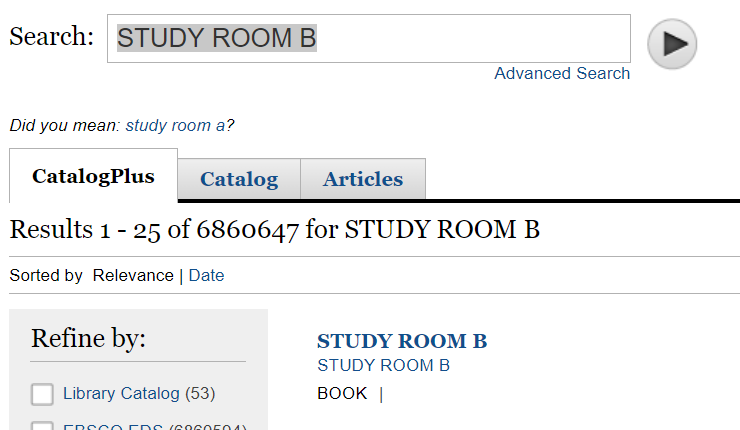 Search: STUDY ROOM B
Advanced Search
Did you mean: study room a?
CatalogPlus Catalog Articles
Results 1 - 25 of 6860647 for STUDY ROOM B
Sorted by Relevance | Date
Refine by:
STUDY ROOM B
STUDY ROOM B
BOOK |
Library Catalog (53)
EBSCO EDS (6860594)